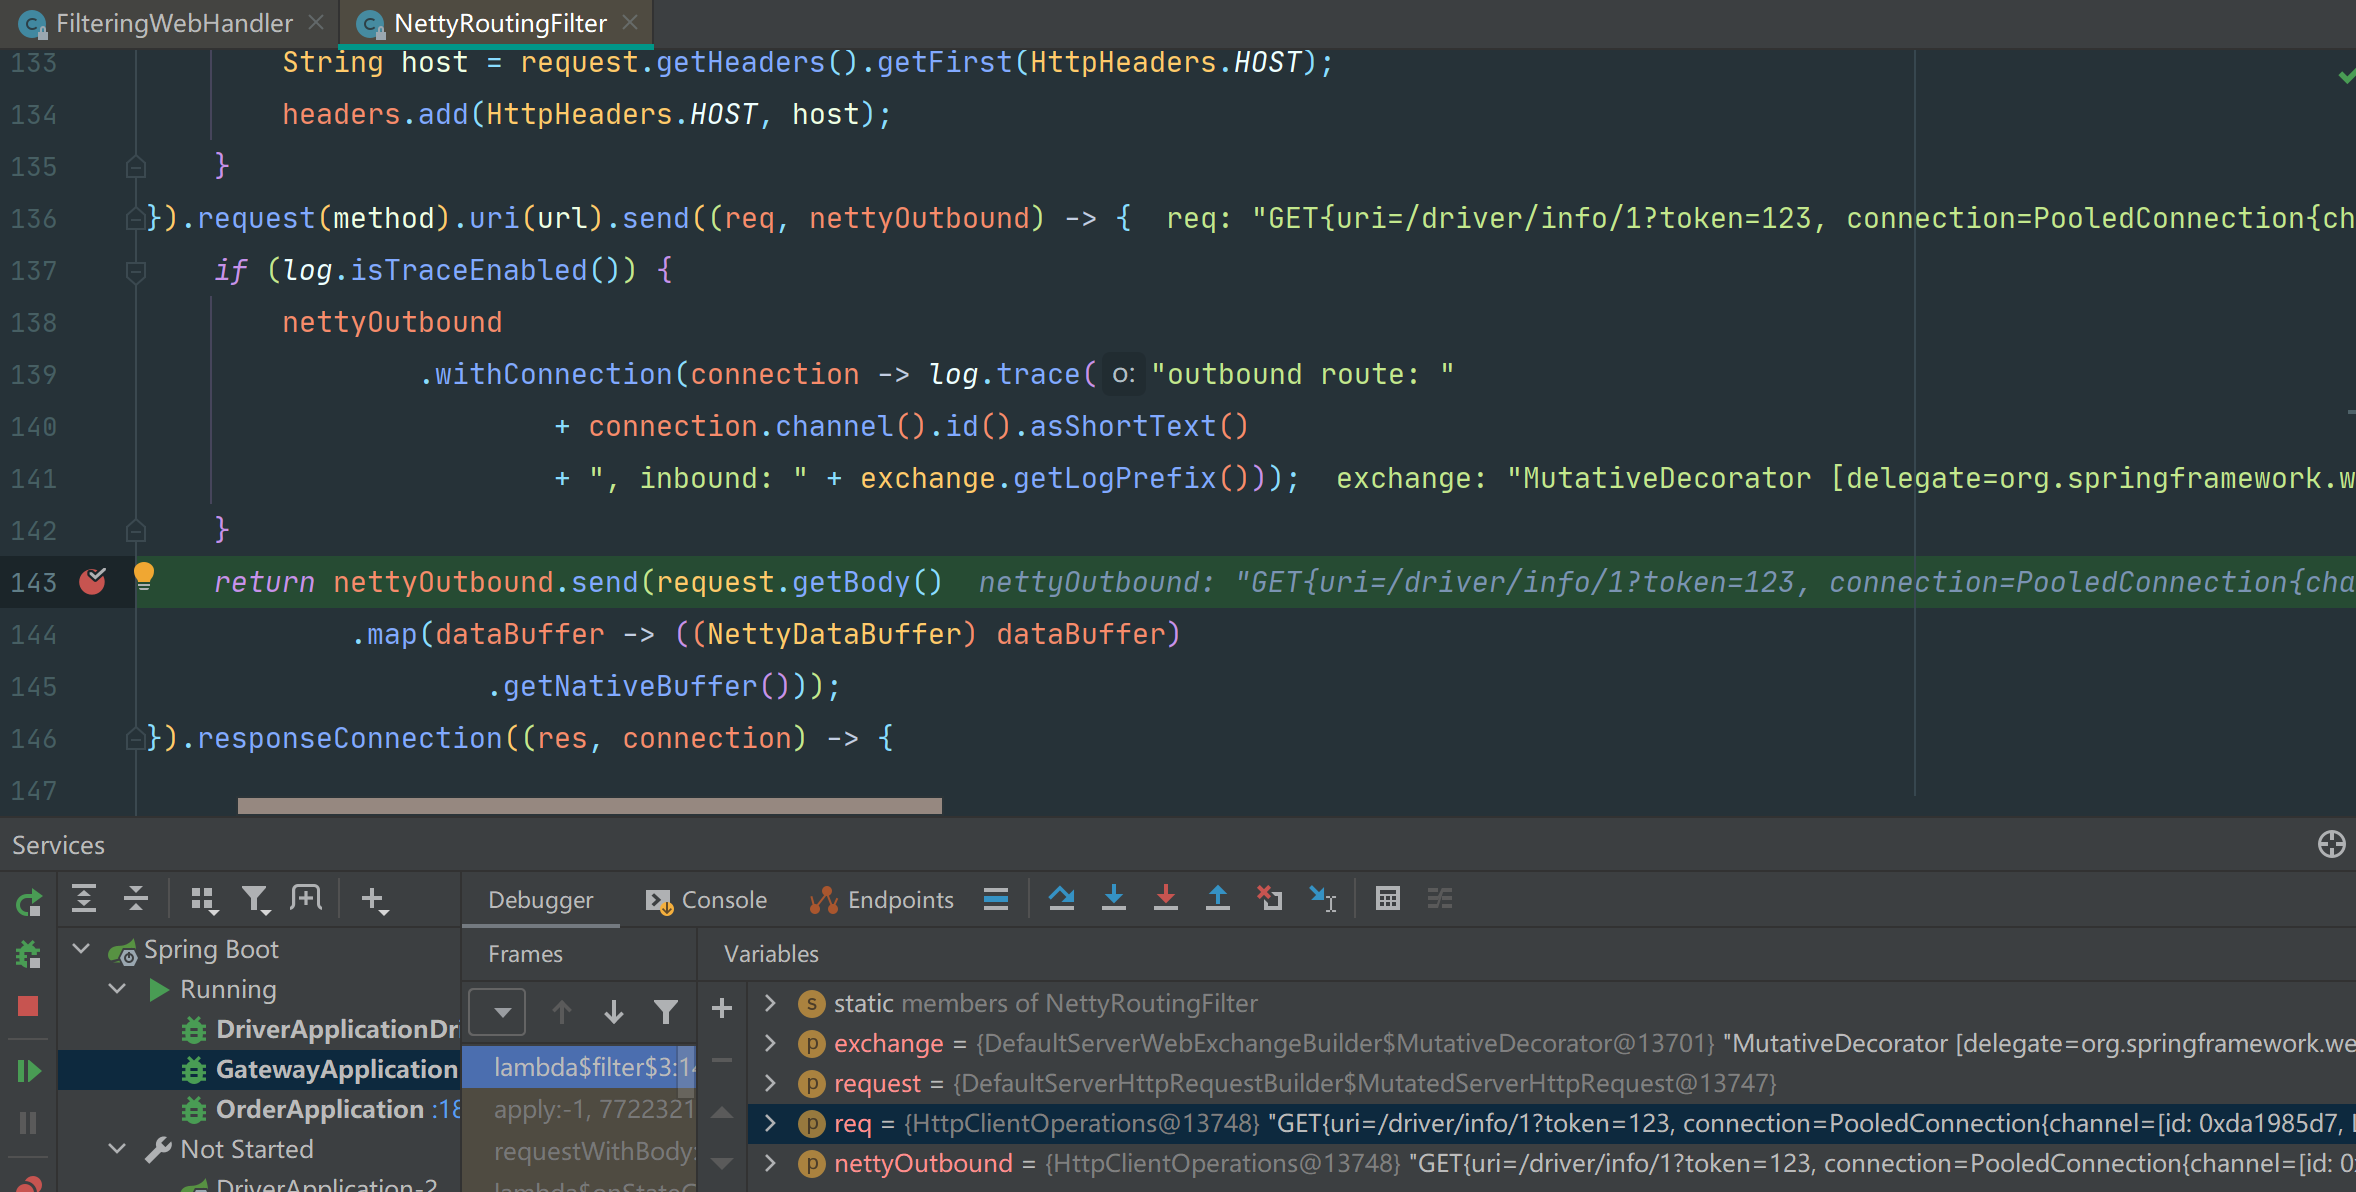 FilteringWebHandler
NettyRoutingFilter
133 String host = request.getHeaders().getFirst(HttpHeaders.HOST);
134 headers.add(HttpHeaders.HOST, host);
135 }
136 }).request(method).uri(url).send((req, nettyOutbound) -> { req: "GET{uri=/driver/info/1?token=123, connection=PooledConnection{ch
137 if (log.isTraceEnabled()) {
138 nettyOutbound
139 .withConnection(connection -> log.trace( o: "outbound route: "
140 + connection.channel().id().asShortText()
141 + ", inbound: " + exchange.getLogPrefix())); exchange: "MutativeDecorator [delegate=org.springframework.w
142 }
143 return nettyOutbound.send(request.getBody() nettyOutbound: "GET{uri=/driver/info/1?token=123, connection=PooledConnection{cha
144 .map(dataBuffer -> ((NettyDataBuffer) dataBuffer)
145 .getNativeBuffer()));
146 }).responseConnection((res, connection) -> {
147
Services
Debugger
Console
Endpoints
Spring Boot
Running
DriverApplicationDri
GatewayApplication
OrderApplication :18
Not Started
DriverApplication-2
Frames
lambda$filter$3:14
apply:-1, 7722321
requestWithBody:
Variables
static members of NettyRoutingFilter
exchange = {DefaultServerWebExchangeBuilder$MutativeDecorator@13701} "MutativeDecorator [delegate=org.springframework.we
request = {DefaultServerHttpRequestBuilder$MutatedServerHttpRequest@13747}
req = {HttpClientOperations@13748} "GET{uri=/driver/info/1?token=123, connection=PooledConnection{channel=[id: 0xda1985d7, L
nettyOutbound = {HttpClientOperations@13748} "GET{uri=/driver/info/1?token=123, connection=PooledConnection{channel=[id: 0x